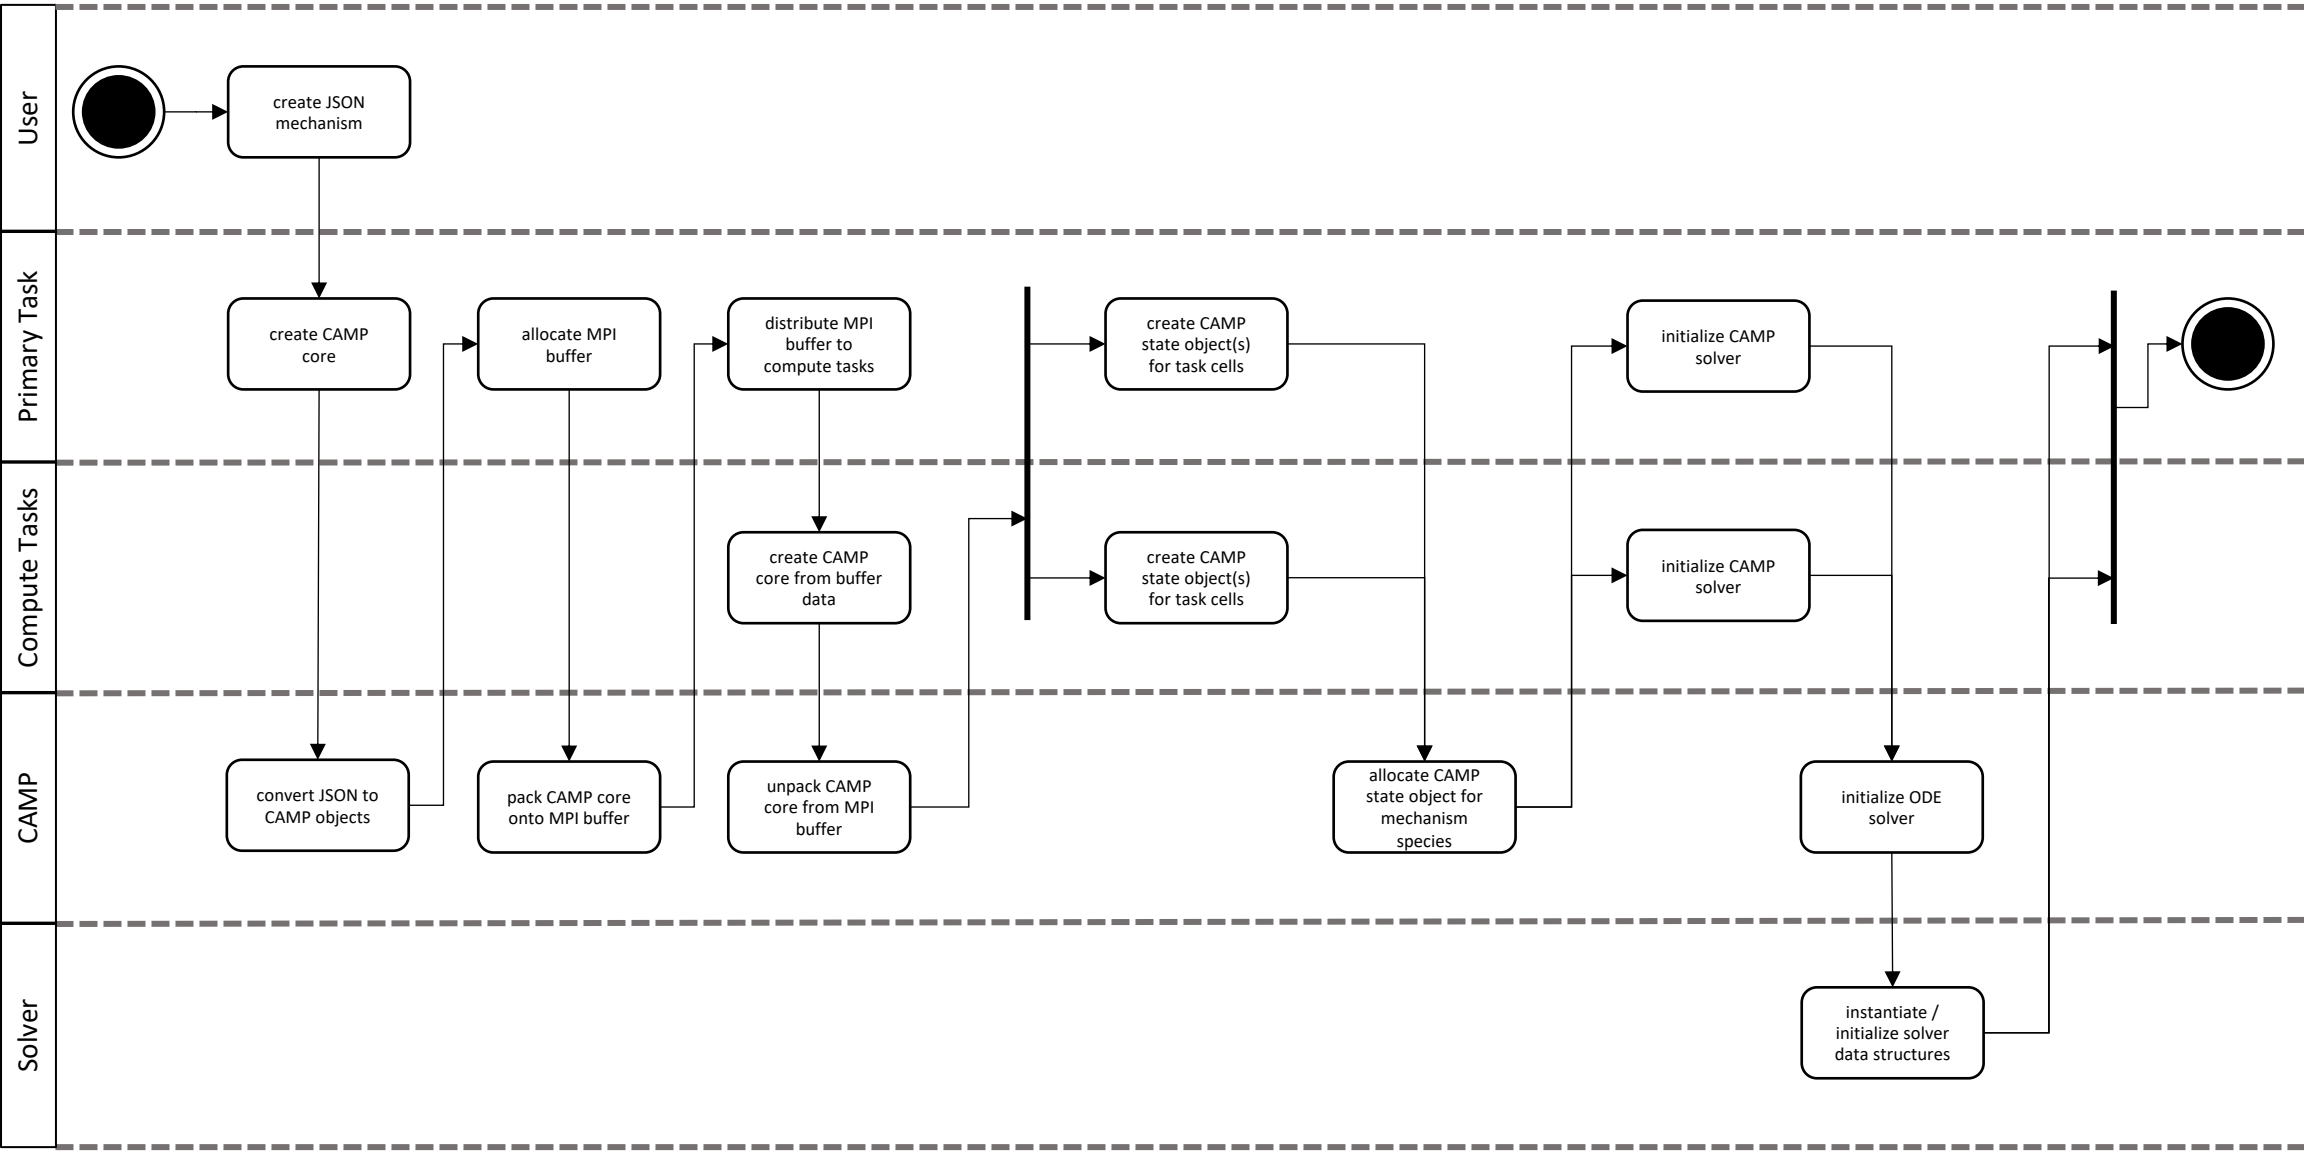 User
create JSON
mechanism
Primary Task
create CAMP
core
allocate MPI
buffer
distribute MPI
buffer to
compute tasks
create CAMP
state object(s)
for task cells
initialize CAMP
solver
Compute Tasks
create CAMP
core from buffer
data
create CAMP
state object(s)
for task cells
initialize CAMP
solver
CAMP
convert JSON to
CAMP objects
pack CAMP core
onto MPI buffer
unpack CAMP
core from MPI
buffer
allocate CAMP
state object for
mechanism
species
initialize ODE
solver
Solver
instantiate /
initialize solver
data structures